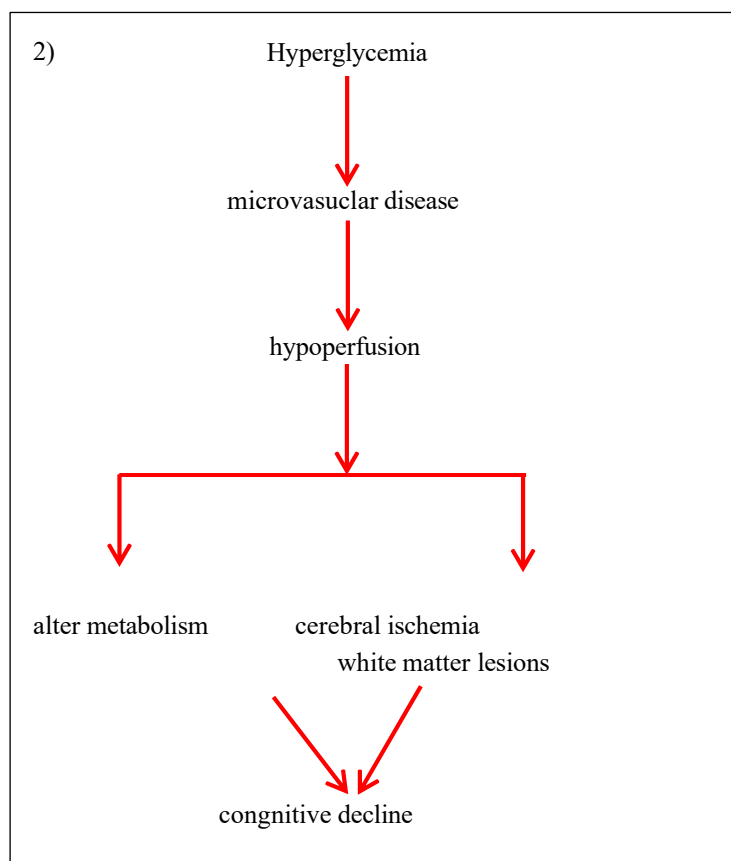 2) Hyperglycemia
microvasuclar disease
hypoperfusion
alter metabolism cerebral ischemia
white matter lesions
congnitive decline